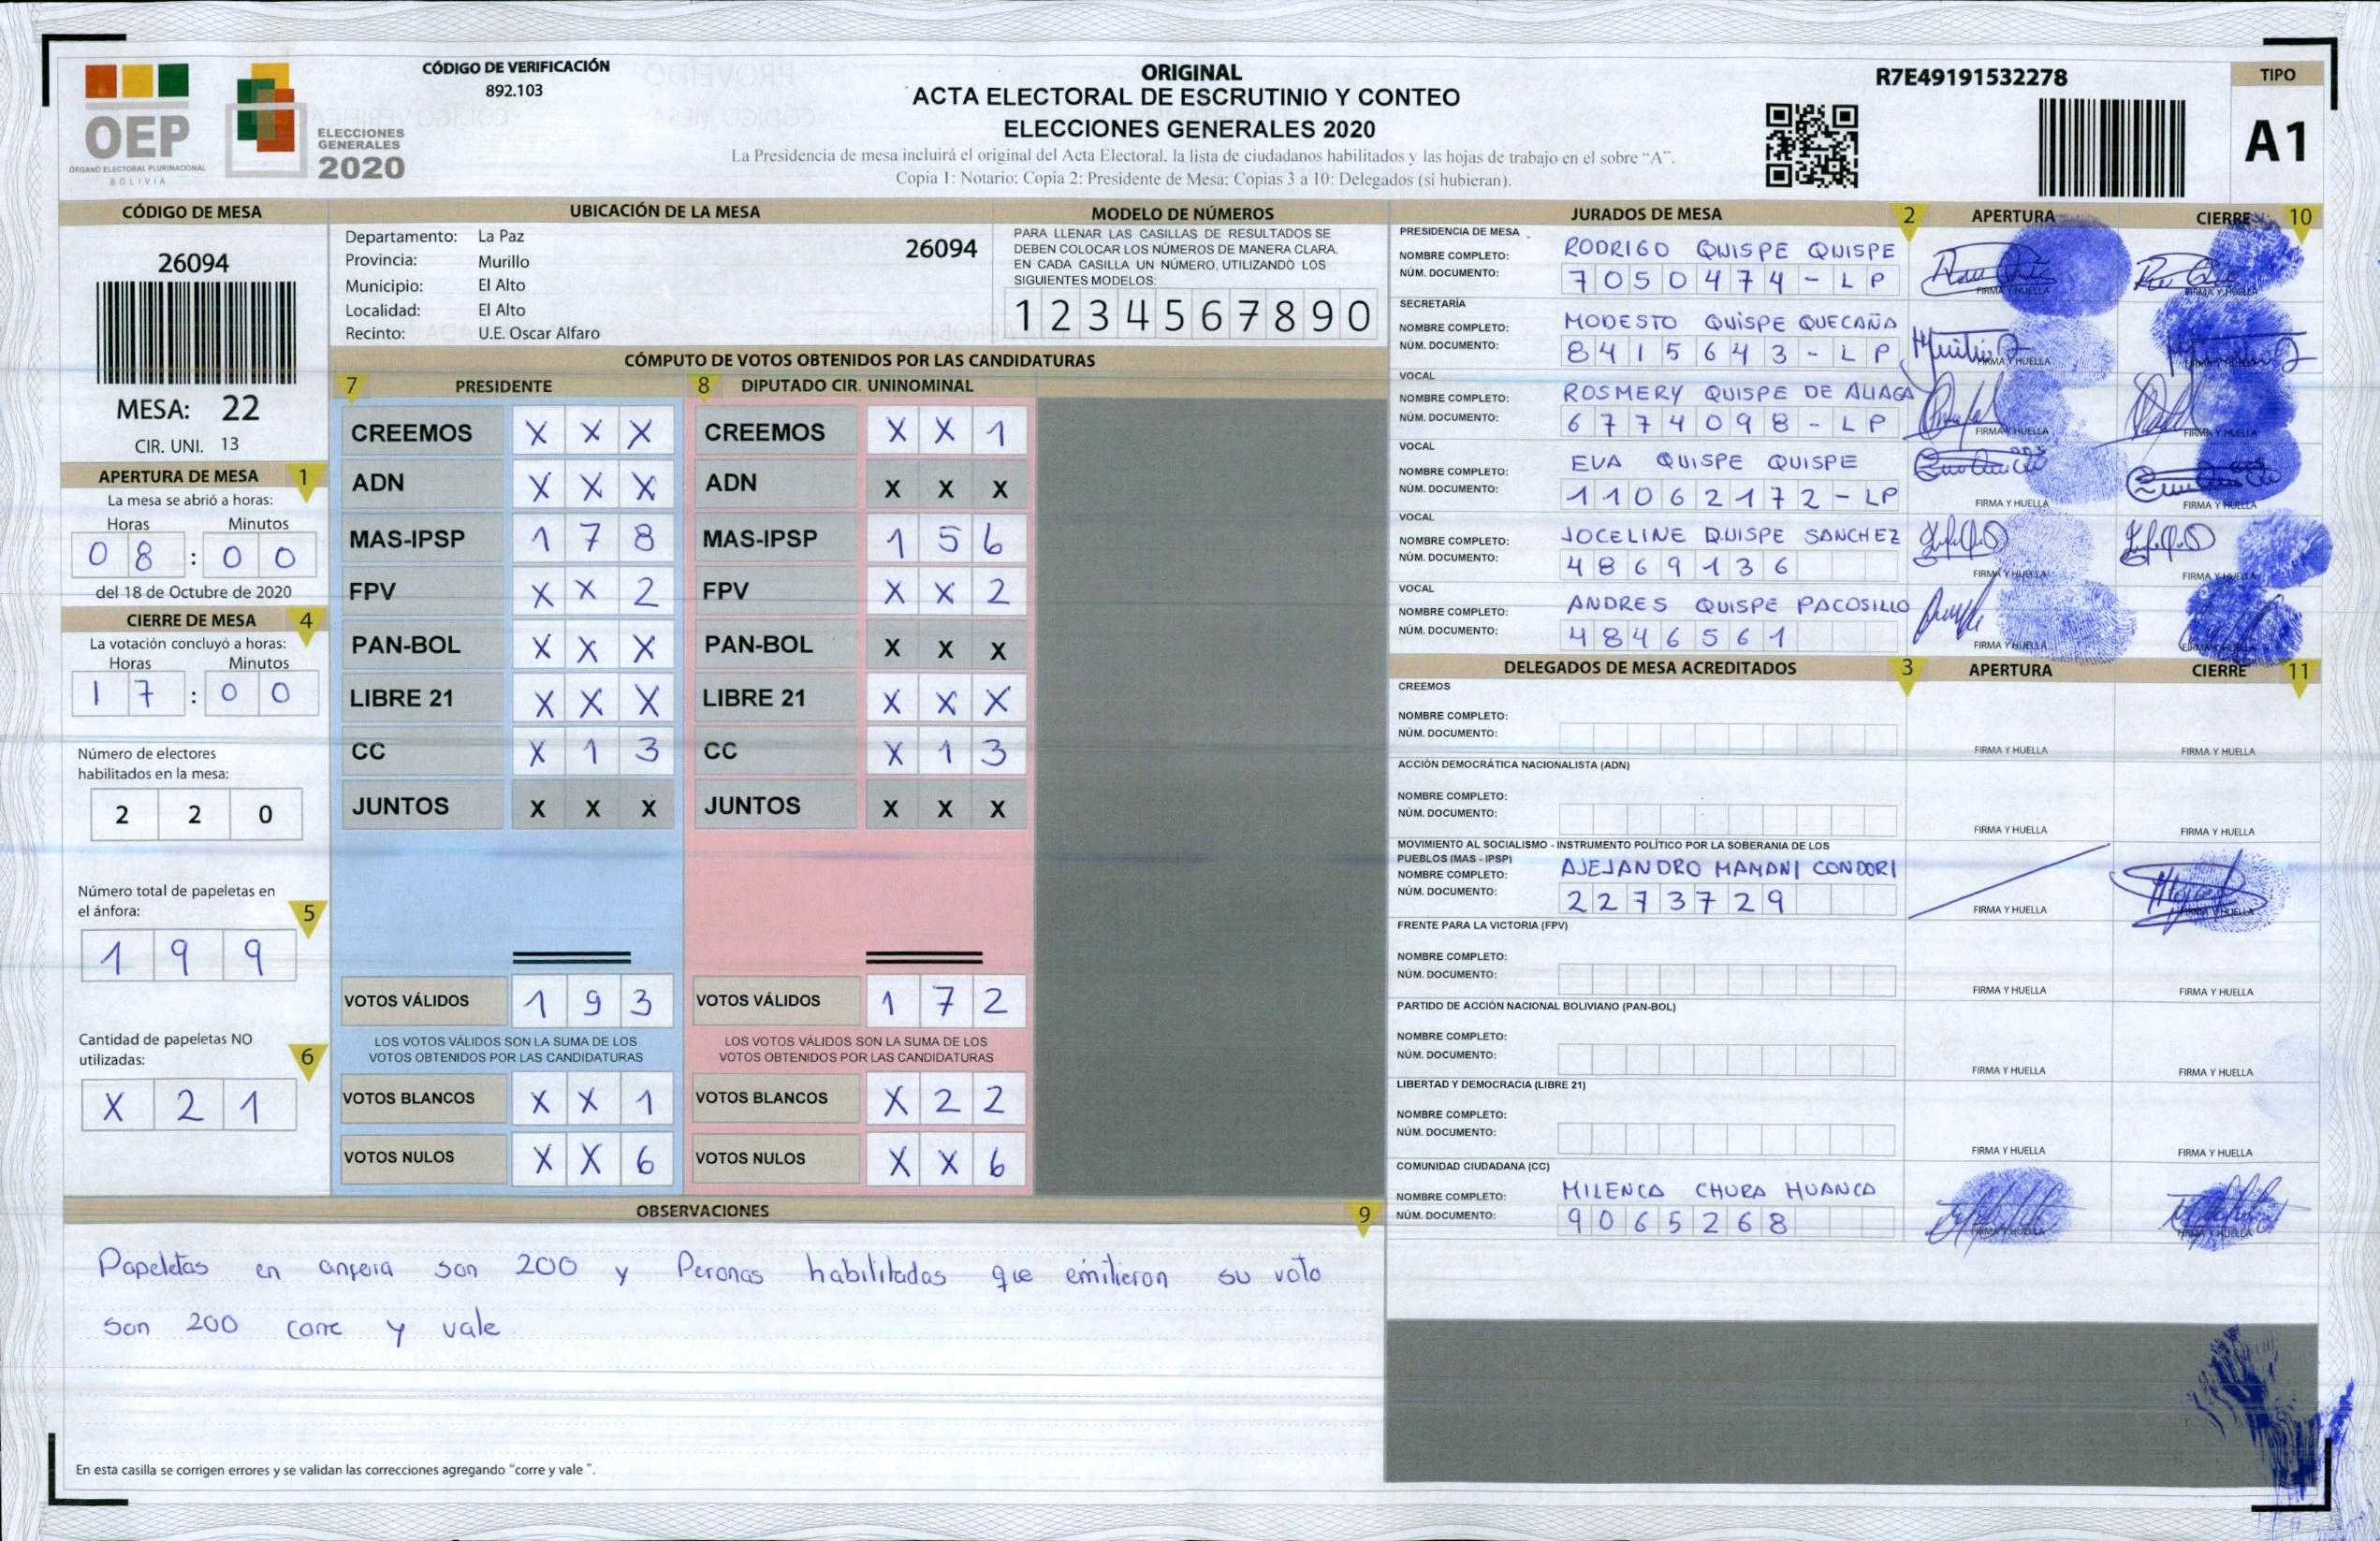 OEP
ÓRGANO ELECTORAL PLURINACIONAL
BOLIVIA
ELECCIONES
GENERALES
2020
CÓDIGO DE VERIFICACIÓN
892.103
ORIGINAL
ACTA ELECTORAL DE ESCRUTINIO Y CONTEO
ELECCIONES GENERALES 2020
La Presidencia de mesa incluirá el original del Acta Electoral, la lista de ciudadanos habilitados y las hojas de trabajo en el sobre "A".
Copia 1: Notario; Copia 2: Presidente de Mesa; Copias 3 a 10: Delegados (si hubieran).
R7E49191532278
TIPO
A1
CÓDIGO DE MESA
26094
MESA: 22
CIR. UNI. 13
APERTURA DE MESA 1
La mesa se abrió a horas:
Horas Minutos
08 : 00
del 18 de Octubre de 2020
CIERRE DE MESA 4
La votación concluyó a horas:
Horas Minutos
17 : 00
Número de electores
habilitados en la mesa:
2 2 0
Número total de papeletas en
el ánfora: 5
1 9 9
Cantidad de papeletas NO
utilizadas: 6
X 2 1
UBICACIÓN DE LA MESA
Departamento: La Paz
Provincia: Murillo
Municipio: El Alto
Localidad: El Alto
Recinto: U.E. Oscar Alfaro
26094
MODELO DE NÚMEROS
PARA LLENAR LAS CASILLAS DE RESULTADOS SE
DEBEN COLOCAR LOS NÚMEROS DE MANERA CLARA.
EN CADA CASILLA UN NÚMERO, UTILIZANDO LOS
SIGUIENTES MODELOS:
1 2 3 4 5 6 7 8 9 0
CÓMPUTO DE VOTOS OBTENIDOS POR LAS CANDIDATURAS
7 PRESIDENTE 8 DIPUTADO CIR. UNINOMINAL
CREEMOS X X X CREEMOS X X 1
ADN X X X ADN X X X
MAS-IPSP 1 7 8 MAS-IPSP 1 5 6
FPV X X 2 FPV X X 2
PAN-BOL X X X PAN-BOL X X X
LIBRE 21 X X X LIBRE 21 X X X
CC X 1 3 CC X 1 3
JUNTOS X X X JUNTOS X X X
VOTOS VÁLIDOS 1 9 3 VOTOS VÁLIDOS 1 7 2
LOS VOTOS VÁLIDOS SON LA SUMA DE LOS LOS VOTOS VÁLIDOS SON LA SUMA DE LOS
VOTOS OBTENIDOS POR LAS CANDIDATURAS VOTOS OBTENIDOS POR LAS CANDIDATURAS
VOTOS BLANCOS X X 1 VOTOS BLANCOS X 2 2
VOTOS NULOS X X 6 VOTOS NULOS X X 6
OBSERVACIONES 9
Papeletas en anfora son 200 y Peronas habilitadas que emitieron su voto
son 200 corre y vale
En esta casilla se corrigen errores y se validan las correcciones agregando "corre y vale ".
JURADOS DE MESA 2 APERTURA CIERRE 10
PRESIDENCIA DE MESA
NOMBRE COMPLETO: RODRIGO QUISPE QUISPE
NÚM. DOCUMENTO: 7050474-LP
FIRMA Y HUELLA FIRMA Y HUELLA
SECRETARÍA
NOMBRE COMPLETO: MODESTO QUISPE QUECAÑA
NÚM. DOCUMENTO: 8415643-LP
FIRMA Y HUELLA
VOCAL
NOMBRE COMPLETO: ROSMERY QUISPE DE ALIAGA
NÚM. DOCUMENTO: 6774098-LP
FIRMA Y HUELLA FIRMA Y HUELLA
VOCAL
NOMBRE COMPLETO: EVA QUISPE QUISPE
NÚM. DOCUMENTO: 11062172-LP
FIRMA Y HUELLA FIRMA Y HUELLA
VOCAL
NOMBRE COMPLETO: JOCELINE QUISPE SANCHEZ
NÚM. DOCUMENTO: 4869136
FIRMA Y HUELLA FIRMA Y HUELLA
VOCAL
NOMBRE COMPLETO: ANDRES QUISPE PACOSILLO
NÚM. DOCUMENTO: 4846561
FIRMA Y HUELLA FIRMA Y HUELLA
DELEGADOS DE MESA ACREDITADOS 3 APERTURA CIERRE 11
CREEMOS
NOMBRE COMPLETO:
NÚM. DOCUMENTO:
FIRMA Y HUELLA FIRMA Y HUELLA
ACCIÓN DEMOCRÁTICA NACIONALISTA (ADN)
NOMBRE COMPLETO:
NÚM. DOCUMENTO:
FIRMA Y HUELLA FIRMA Y HUELLA
MOVIMIENTO AL SOCIALISMO - INSTRUMENTO POLÍTICO POR LA SOBERANIA DE LOS
PUEBLOS (MAS - IPSP)
NOMBRE COMPLETO: AJEJANDRO MAMANI CONDORI
NÚM. DOCUMENTO: 2273729
FIRMA Y HUELLA FIRMA Y HUELLA
FRENTE PARA LA VICTORIA (FPV)
NOMBRE COMPLETO:
NÚM. DOCUMENTO:
FIRMA Y HUELLA FIRMA Y HUELLA
PARTIDO DE ACCIÓN NACIONAL BOLIVIANO (PAN-BOL)
NOMBRE COMPLETO:
NÚM. DOCUMENTO:
FIRMA Y HUELLA FIRMA Y HUELLA
LIBERTAD Y DEMOCRACIA (LIBRE 21)
NOMBRE COMPLETO:
NÚM. DOCUMENTO:
FIRMA Y HUELLA FIRMA Y HUELLA
COMUNIDAD CIUDADANA (CC)
NOMBRE COMPLETO: MILENCA CHURA HUANCA
NÚM. DOCUMENTO: 9065268
FIRMA Y HUELLA FIRMA Y HUELLA